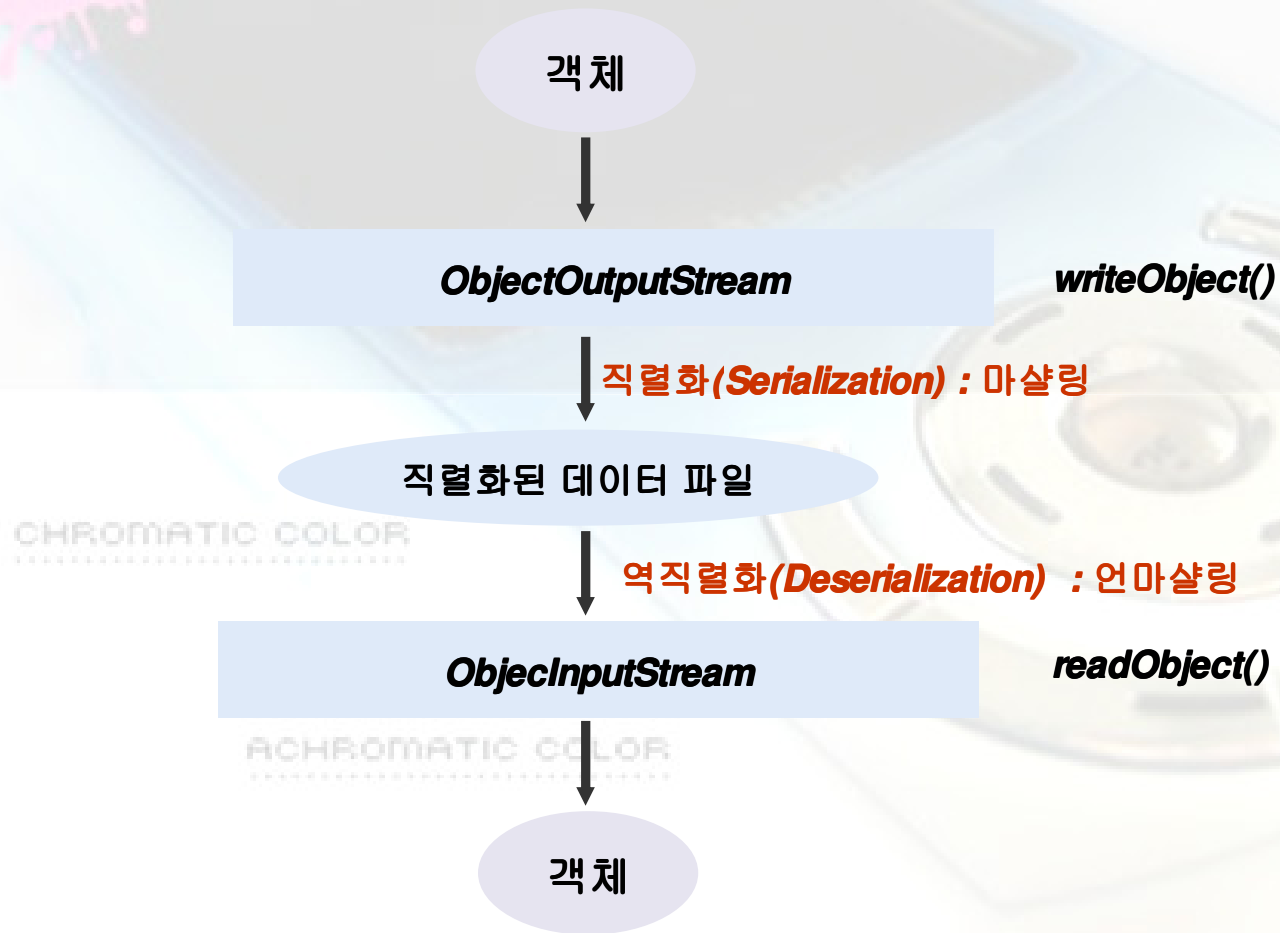 객체
ObjectOutputStream writeObject()
직렬화(Serialization) : 마샬링
직렬화된 데이터 파일
CHROMATIC COLOR
역직렬화(Deserialization) : 언마샬링
ObjecInputStream readObject()
ACHROMATIC COLOR
객체